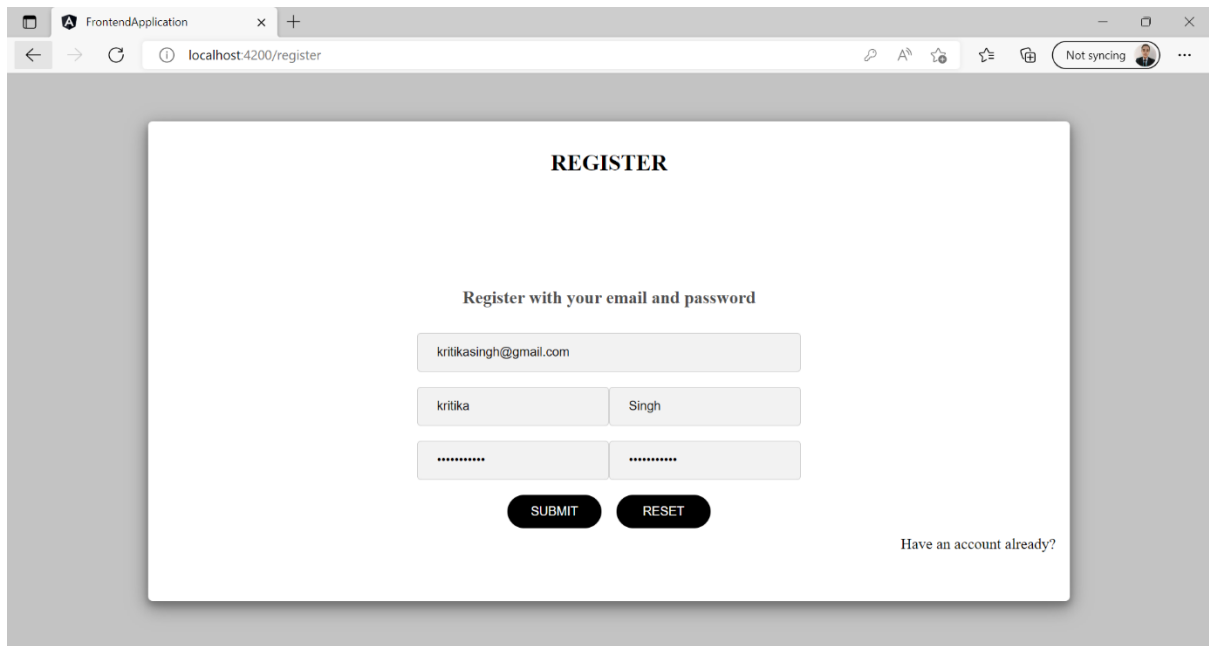 FrontendApplication
localhost:4200/register
Not syncing
REGISTER
Register with your email and password
kritikasingh@gmail.com
kritika Singh
••••••••••• •••••••••••
SUBMIT RESET
Have an account already?